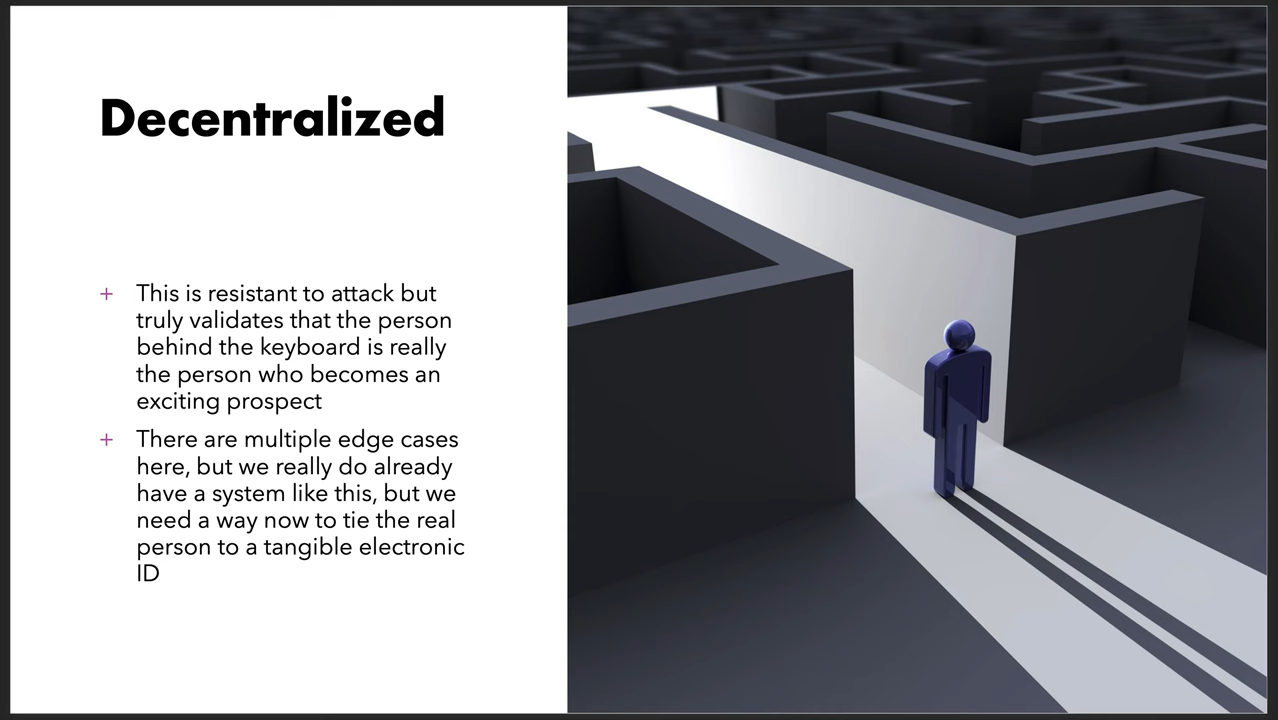 Decentralized
+ This is resistant to attack but
truly validates that the person
behind the keyboard is really
the person who becomes an
exciting prospect
+ There are multiple edge cases
here, but we really do already
have a system like this, but we
need a way now to tie the real
person to a tangible electronic
ID